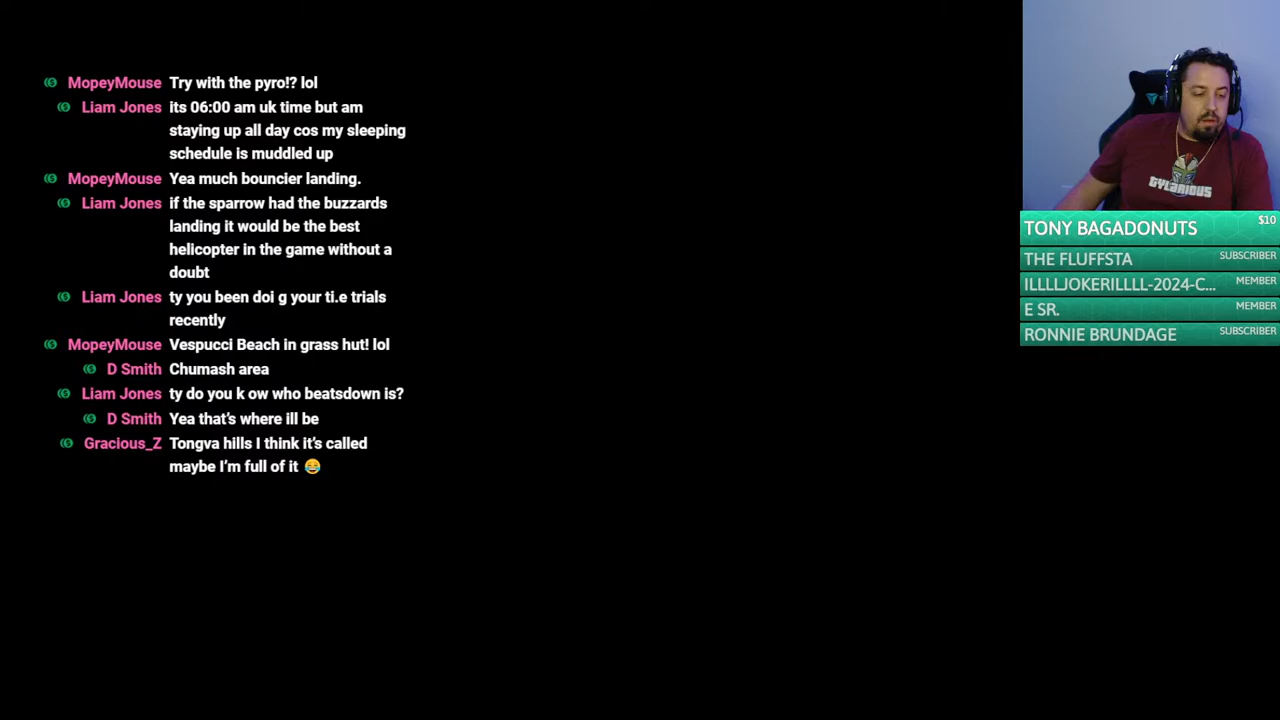 MopeyMouse Try with the pyro!? lol
Liam Jones its 06:00 am uk time but am
staying up all day cos my sleeping
schedule is muddled up
MopeyMouse Yea much bouncier landing.
Liam Jones if the sparrow had the buzzards
landing it would be the best
helicopter in the game without a
doubt
Liam Jones ty you been doi g your ti.e trials
recently
MopeyMouse Vespucci Beach in grass hut! lol
D Smith Chumash area
Liam Jones ty do you k ow who beatsdown is?
D Smith Yea that’s where ill be
Gracious_Z Tongva hills I think it’s called
maybe I’m full of it 😂
TYLARIOUS
TONY BAGADONUTS $10
THE FLUFFSTA SUBSCRIBER
ILLLLJOKERILLLL-2024-C... MEMBER
E SR. MEMBER
RONNIE BRUNDAGE SUBSCRIBER